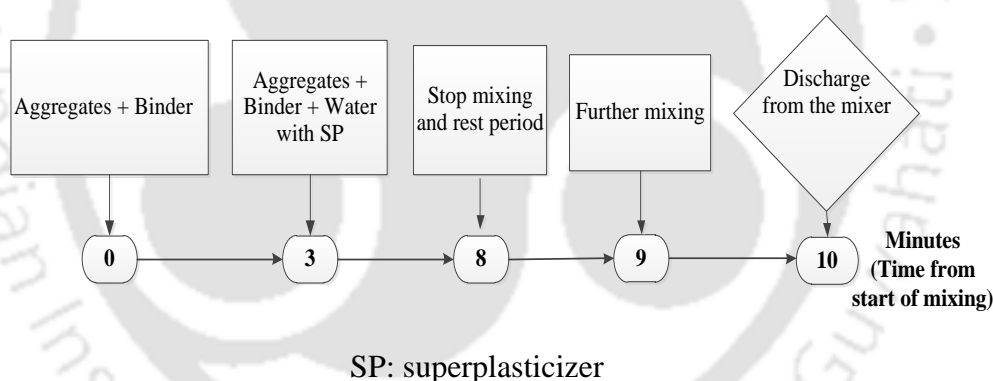 Aggregates + Binder
Aggregates +
Binder + Water
with SP
Stop mixing
and rest period
Further mixing
Discharge
from the mixer
0
3
8
9
10
Minutes
(Time from
start of mixing)
SP: superplasticizer